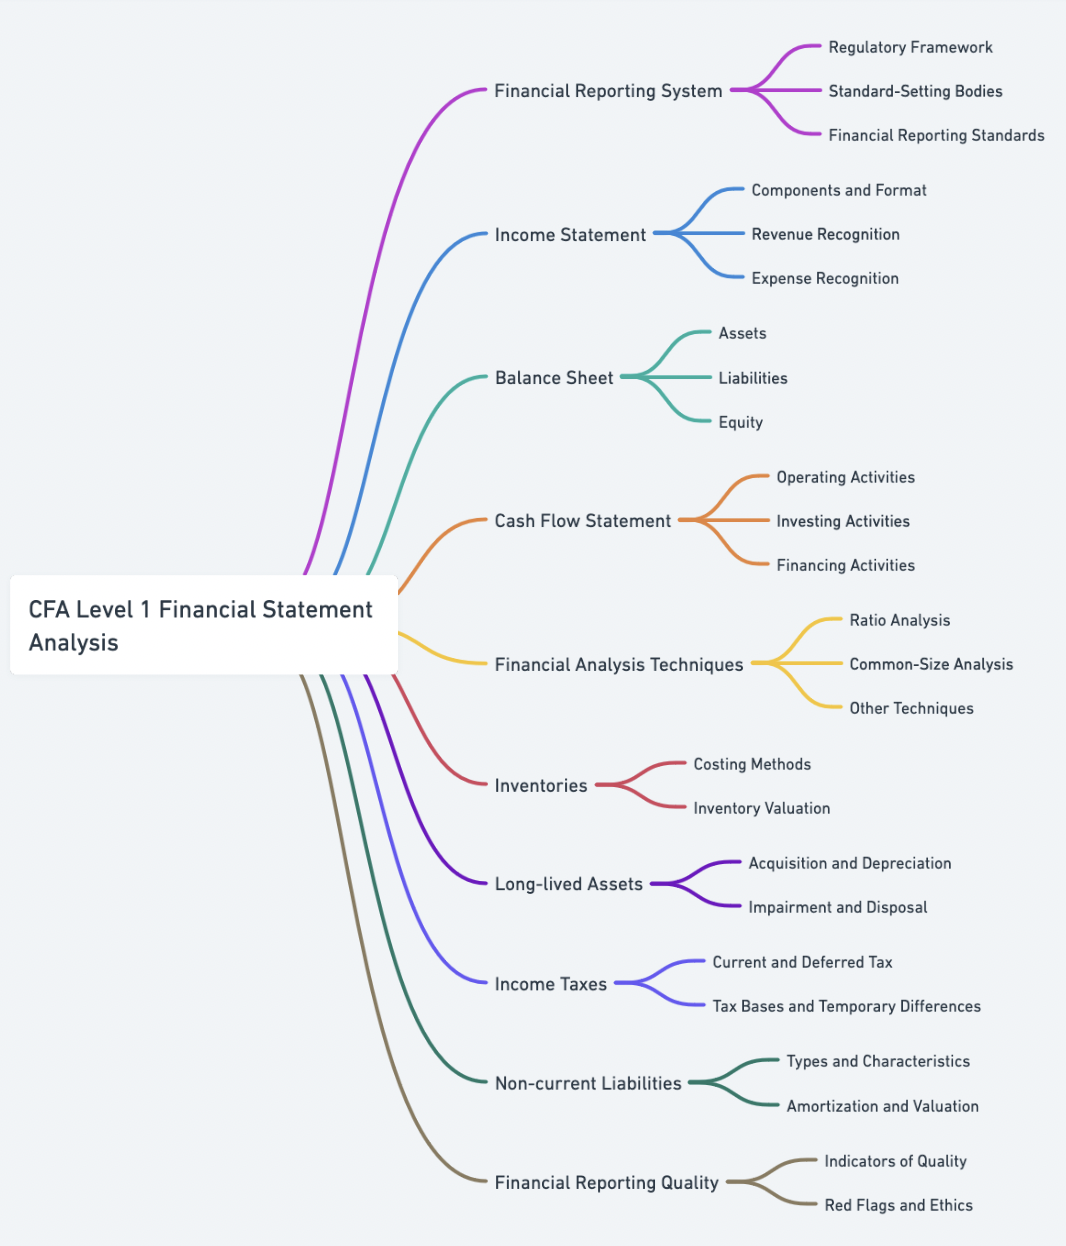 CFA Level 1 Financial Statement
Analysis
Financial Reporting System
Regulatory Framework
Standard-Setting Bodies
Financial Reporting Standards
Income Statement
Components and Format
Revenue Recognition
Expense Recognition
Balance Sheet
Assets
Liabilities
Equity
Cash Flow Statement
Operating Activities
Investing Activities
Financing Activities
Financial Analysis Techniques
Ratio Analysis
Common-Size Analysis
Other Techniques
Inventories
Costing Methods
Inventory Valuation
Long-lived Assets
Acquisition and Depreciation
Impairment and Disposal
Income Taxes
Current and Deferred Tax
Tax Bases and Temporary Differences
Non-current Liabilities
Types and Characteristics
Amortization and Valuation
Financial Reporting Quality
Indicators of Quality
Red Flags and Ethics